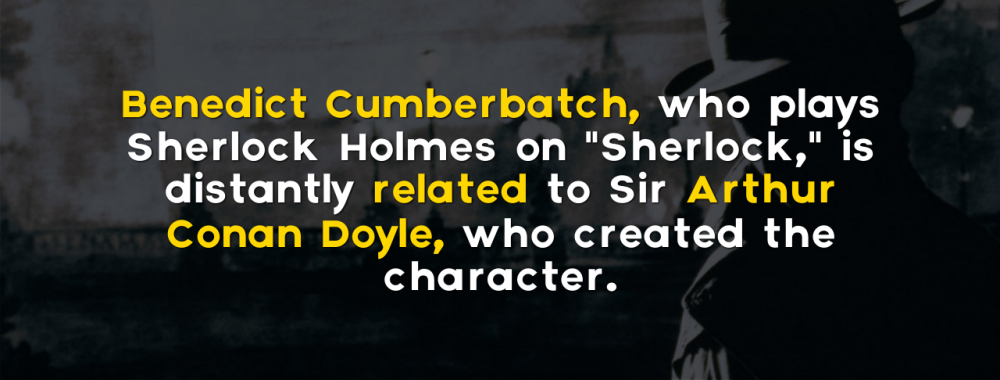 Benedict Cumberbatch, who plays
Sherlock Holmes on "Sherlock," is
distantly related to Sir Arthur
Conan Doyle, who created the
character.